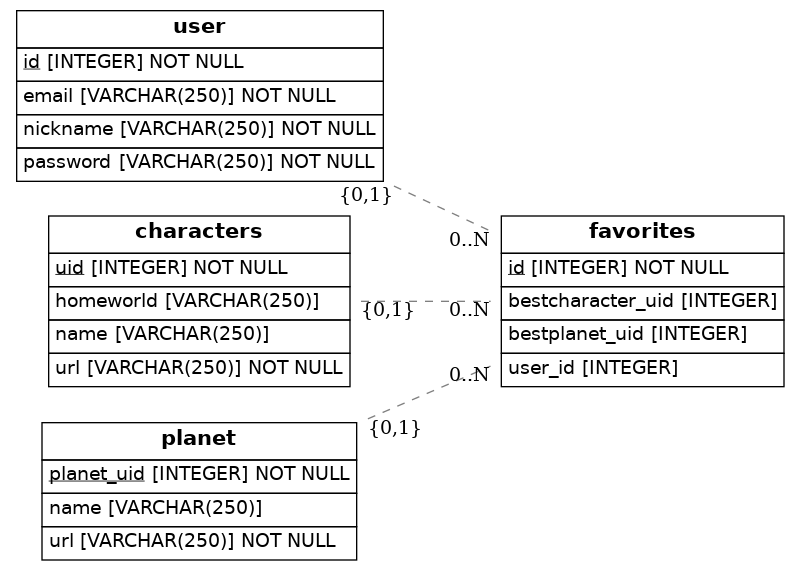 user
id [INTEGER] NOT NULL
email [VARCHAR(250)] NOT NULL
nickname [VARCHAR(250)] NOT NULL
password [VARCHAR(250)] NOT NULL
{0,1}
0..N
characters
uid [INTEGER] NOT NULL
homeworld [VARCHAR(250)]
name [VARCHAR(250)]
url [VARCHAR(250)] NOT NULL
{0,1}
0..N
favorites
id [INTEGER] NOT NULL
bestcharacter_uid [INTEGER]
bestplanet_uid [INTEGER]
user_id [INTEGER]
0..N
{0,1}
planet
planet_uid [INTEGER] NOT NULL
name [VARCHAR(250)]
url [VARCHAR(250)] NOT NULL